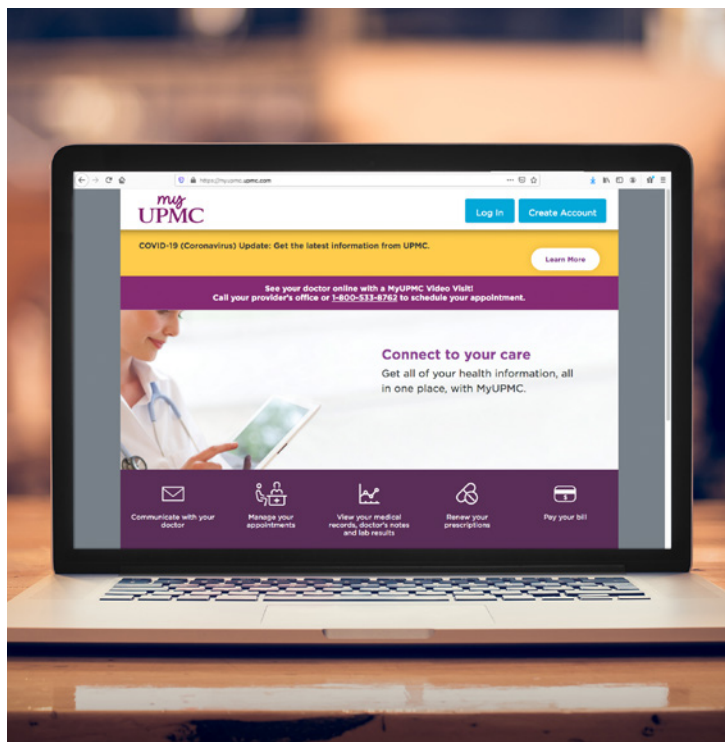 https://my.upmc.upmc.com
my
UPMC
Log In
Create Account
COVID-19 (Coronavirus) Update: Get the latest information from UPMC.
Learn More
See your doctor online with a MyUPMC Video Visit!
Call your provider's office or 1-800-533-8762 to schedule your appointment.
Connect to your care
Get all of your health information, all
in one place, with MyUPMC.
Communicate with your
doctor
Manage your
appointments
View your medical
records, doctor's notes
and lab results
Renew your
prescriptions
Pay your bill